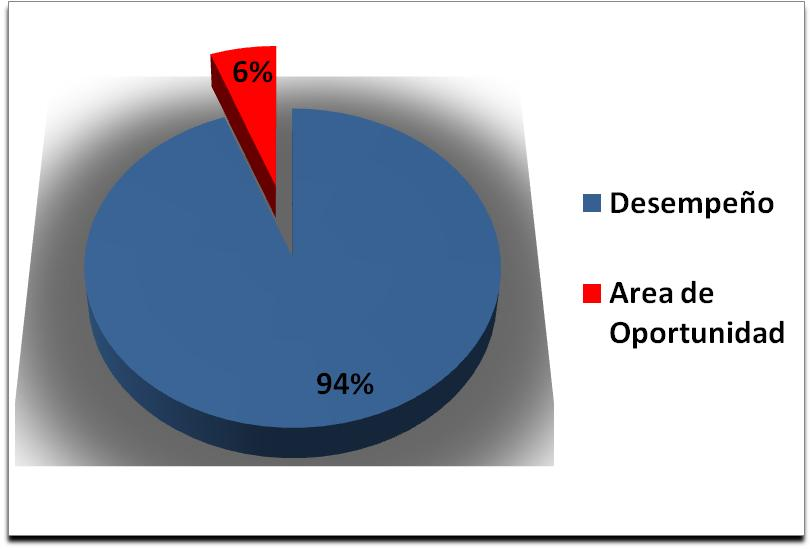 6%
94%
Desempeño
Area de
Oportunidad